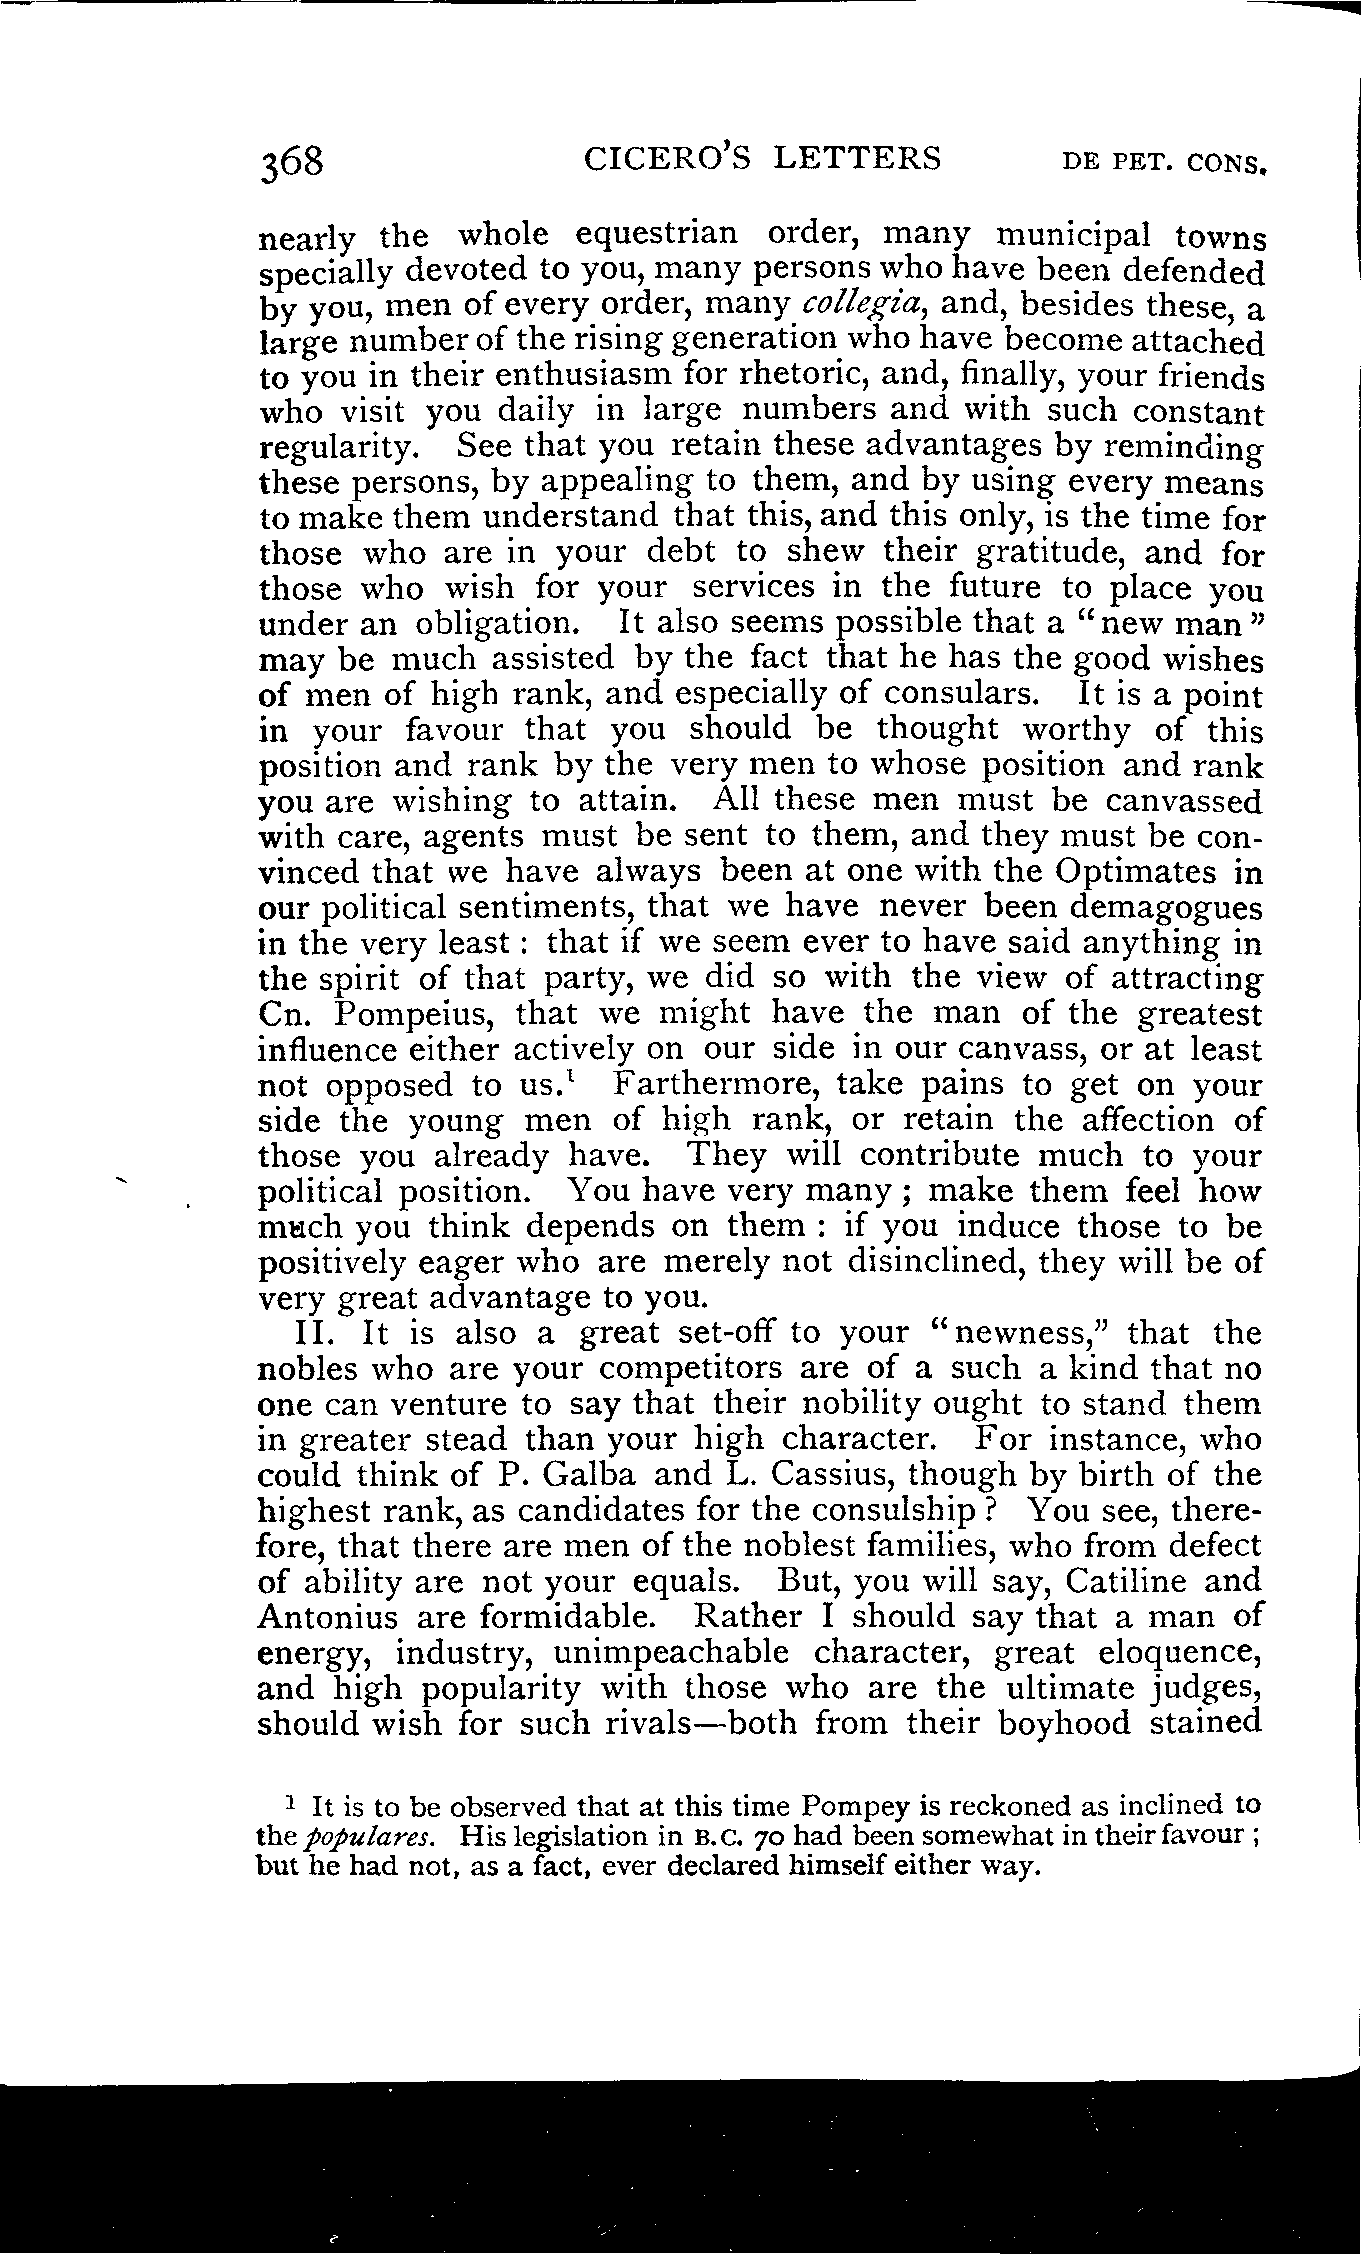 368 CICERO'S LETTERS DE PET. CONS.
nearly the whole equestrian order, many municipal towns
specially devoted to you, many persons who have been defended
by you, men of every order, many collegia, and, besides these, a
large number of the rising generation who have become attached
to you in their enthusiasm for rhetoric, and, finally, your friends
who visit you daily in large numbers and with such constant
regularity. See that you retain these advantages by reminding
these persons, by appealing to them, and by using every means
to make them understand that this, and this only, is the time for
those who are in your debt to shew their gratitude, and for
those who wish for your services in the future to place you
under an obligation. It also seems possible that a "new man"
may be much assisted by the fact that he has the good wishes
of men of high rank, and especially of consulars. It is a point
in your favour that you should be thought worthy of this
position and rank by the very men to whose position and rank
you are wishing to attain. All these men must be canvassed
with care, agents must be sent to them, and they must be con-
vinced that we have always been at one with the Optimates in
our political sentiments, that we have never been demagogues
in the very least : that if we seem ever to have said anything in
the spirit of that party, we did so with the view of attracting
Cn. Pompeius, that we might have the man of the greatest
influence either actively on our side in our canvass, or at least
not opposed to us.¹ Farthermore, take pains to get on your
side the young men of high rank, or retain the affection of
those you already have. They will contribute much to your
political position. You have very many ; make them feel how
much you think depends on them : if you induce those to be
positively eager who are merely not disinclined, they will be of
very great advantage to you.
II. It is also a great set-off to your "newness," that the
nobles who are your competitors are of a such a kind that no
one can venture to say that their nobility ought to stand them
in greater stead than your high character. For instance, who
could think of P. Galba and L. Cassius, though by birth of the
highest rank, as candidates for the consulship ? You see, there-
fore, that there are men of the noblest families, who from defect
of ability are not your equals. But, you will say, Catiline and
Antonius are formidable. Rather I should say that a man of
energy, industry, unimpeachable character, great eloquence,
and high popularity with those who are the ultimate judges,
should wish for such rivals—both from their boyhood stained
¹ It is to be observed that at this time Pompey is reckoned as inclined to
the populares. His legislation in B.C. 70 had been somewhat in their favour ;
but he had not, as a fact, ever declared himself either way.